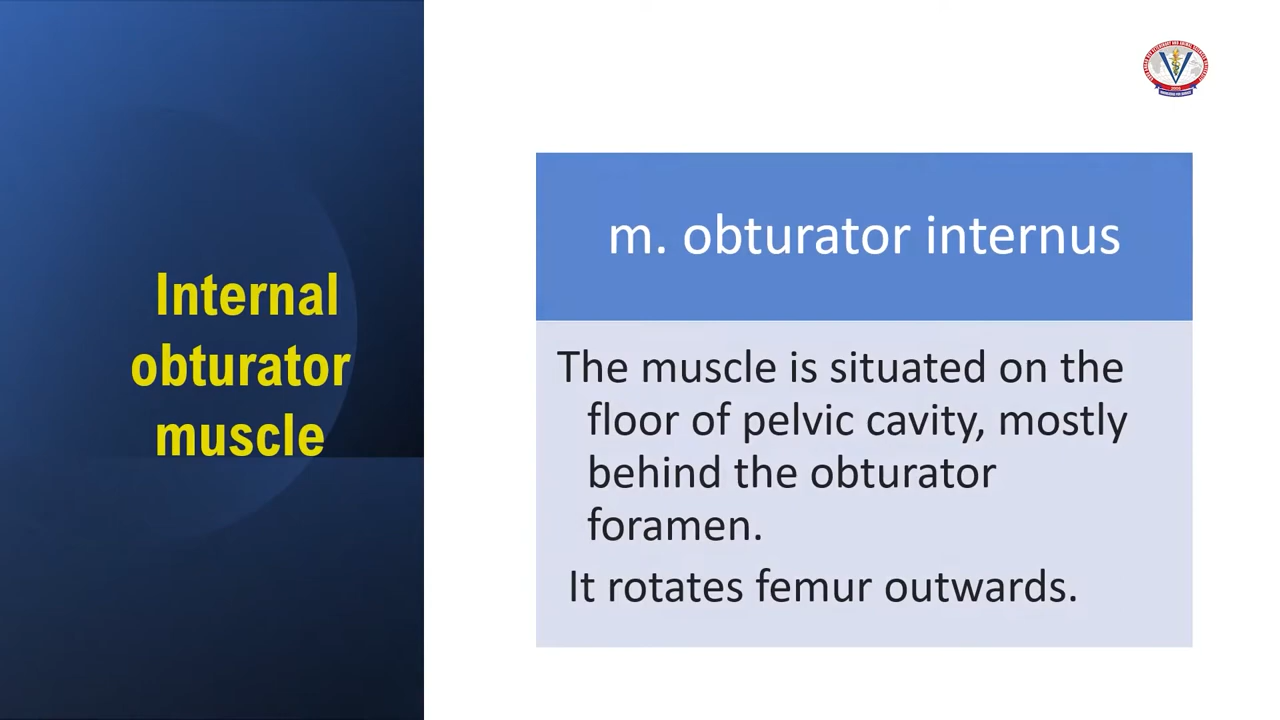 Internal
obturator
muscle
m. obturator internus
The muscle is situated on the
floor of pelvic cavity, mostly
behind the obturator
foramen.
It rotates femur outwards.